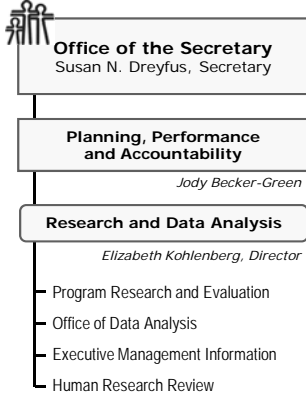 Office of the Secretary
Susan N. Dreyfus, Secretary
Planning, Performance
and Accountability
Jody Becker-Green
Research and Data Analysis
Elizabeth Kohlenberg, Director
Program Research and Evaluation
Office of Data Analysis
Executive Management Information
Human Research Review